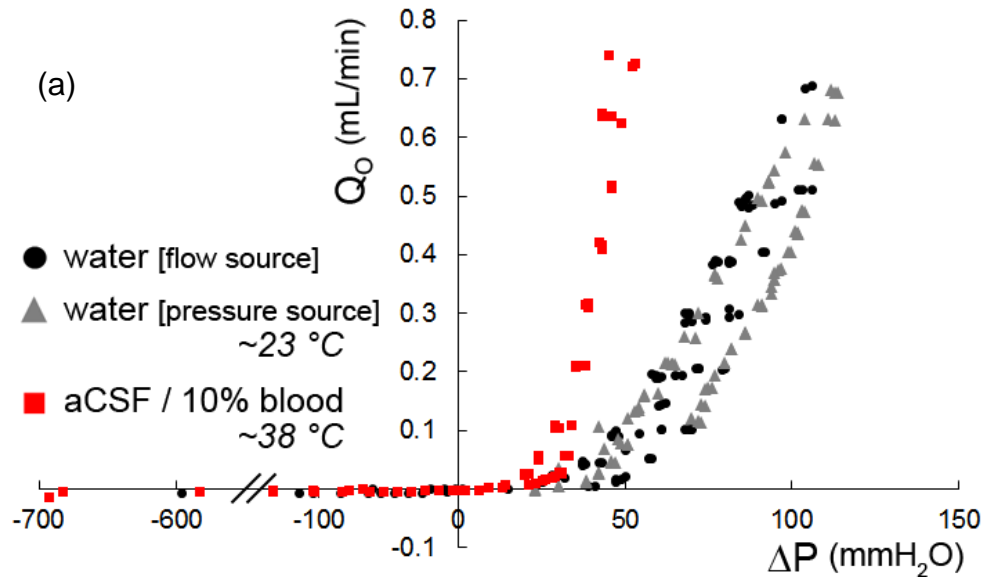 (a)
Q_O (mL/min)
0.8
0.7
0.6
0.5
0.4
0.3
0.2
0.1
-0.1
water [flow source]
water [pressure source]
~23 °C
aCSF / 10% blood
~38 °C
-700 -600 -100 0 50 100 150
ΔP (mmH₂O)